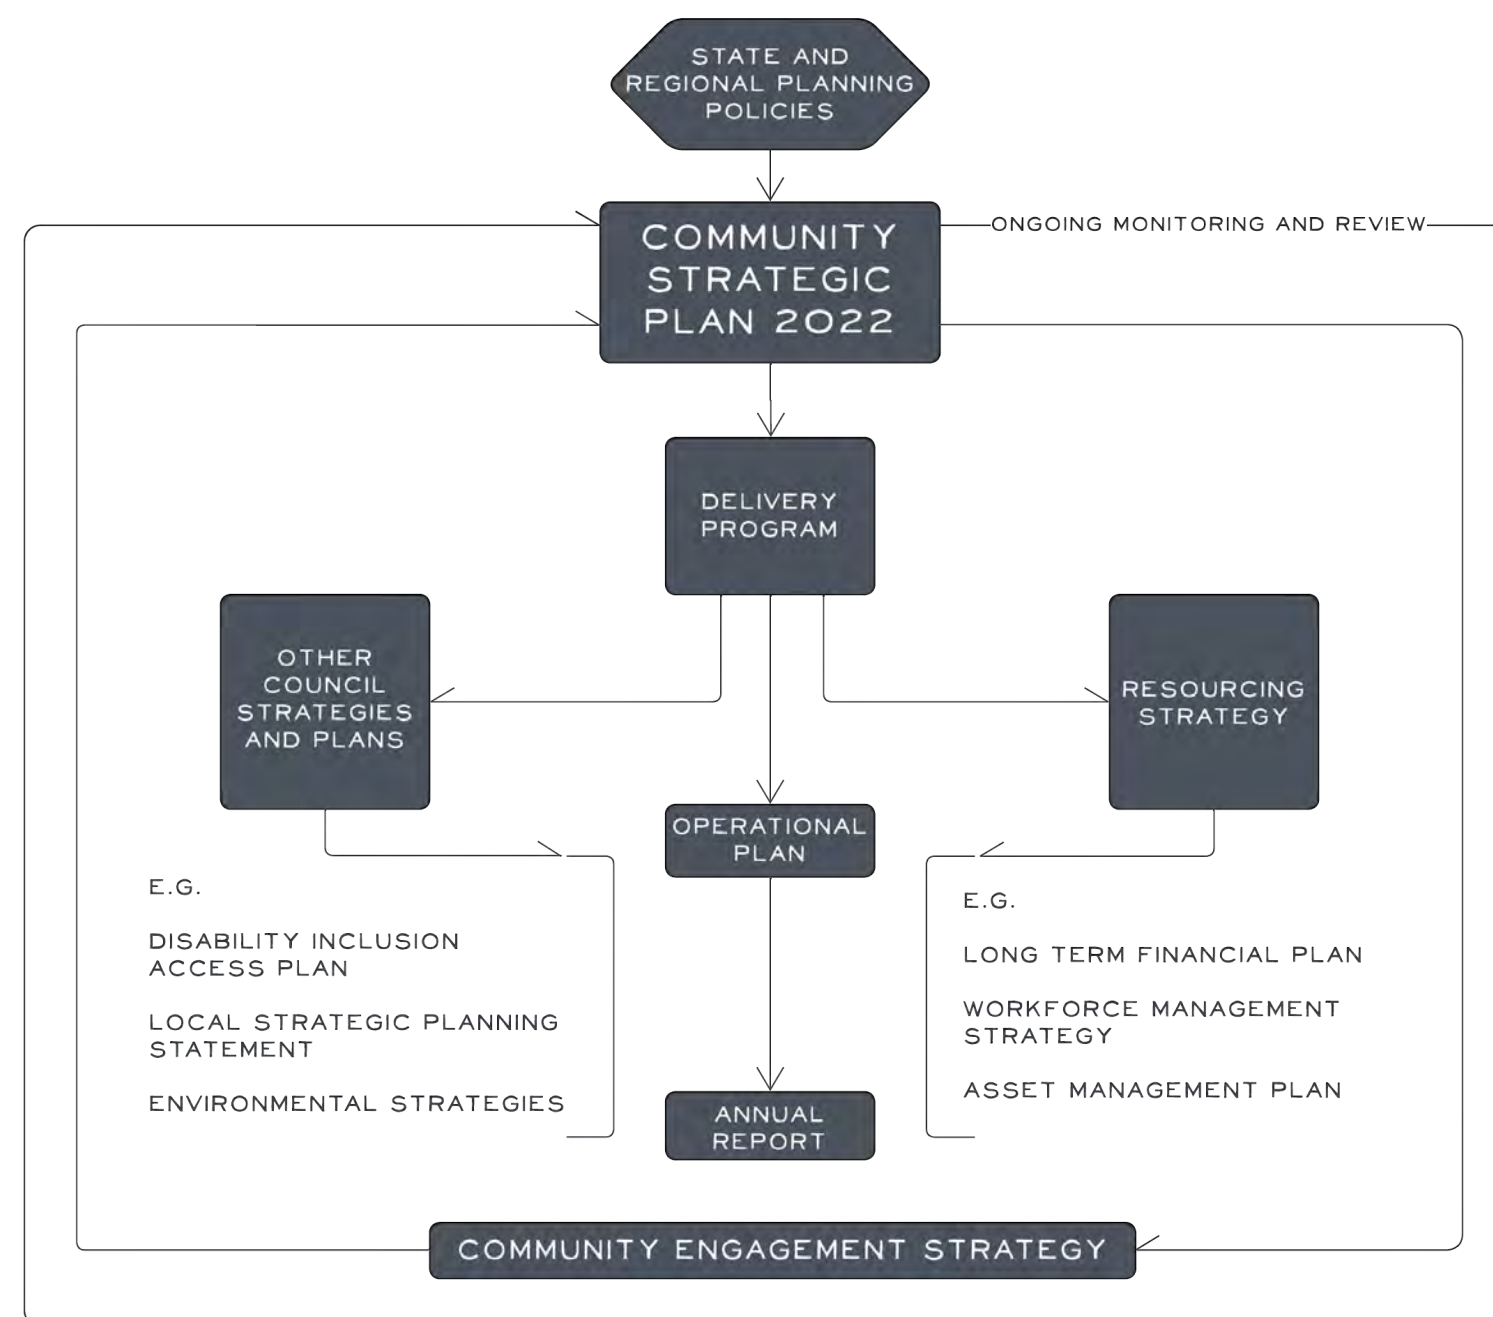 STATE AND
REGIONAL PLANNING
POLICIES
COMMUNITY
STRATEGIC
PLAN 2022
ONGOING MONITORING AND REVIEW
DELIVERY
PROGRAM
OTHER
COUNCIL
STRATEGIES
AND PLANS
RESOURCING
STRATEGY
OPERATIONAL
PLAN
E.G.
DISABILITY INCLUSION
ACCESS PLAN
LOCAL STRATEGIC PLANNING
STATEMENT
ENVIRONMENTAL STRATEGIES
E.G.
LONG TERM FINANCIAL PLAN
WORKFORCE MANAGEMENT
STRATEGY
ASSET MANAGEMENT PLAN
ANNUAL
REPORT
COMMUNITY ENGAGEMENT STRATEGY